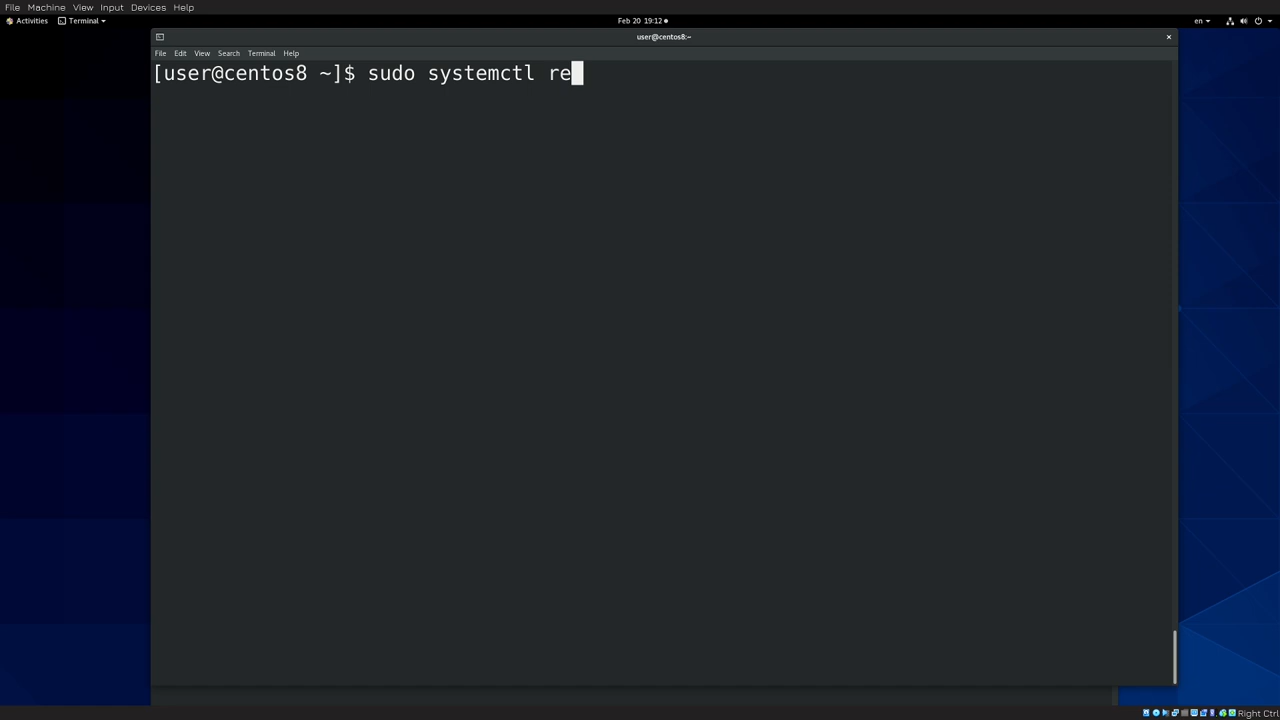 File Machine View Input Devices Help
Activities Terminal Feb 20 19:12 en
user@centos8:~
File Edit View Search Terminal Help
[user@centos8 ~]$ sudo systemctl re
Right Ctrl